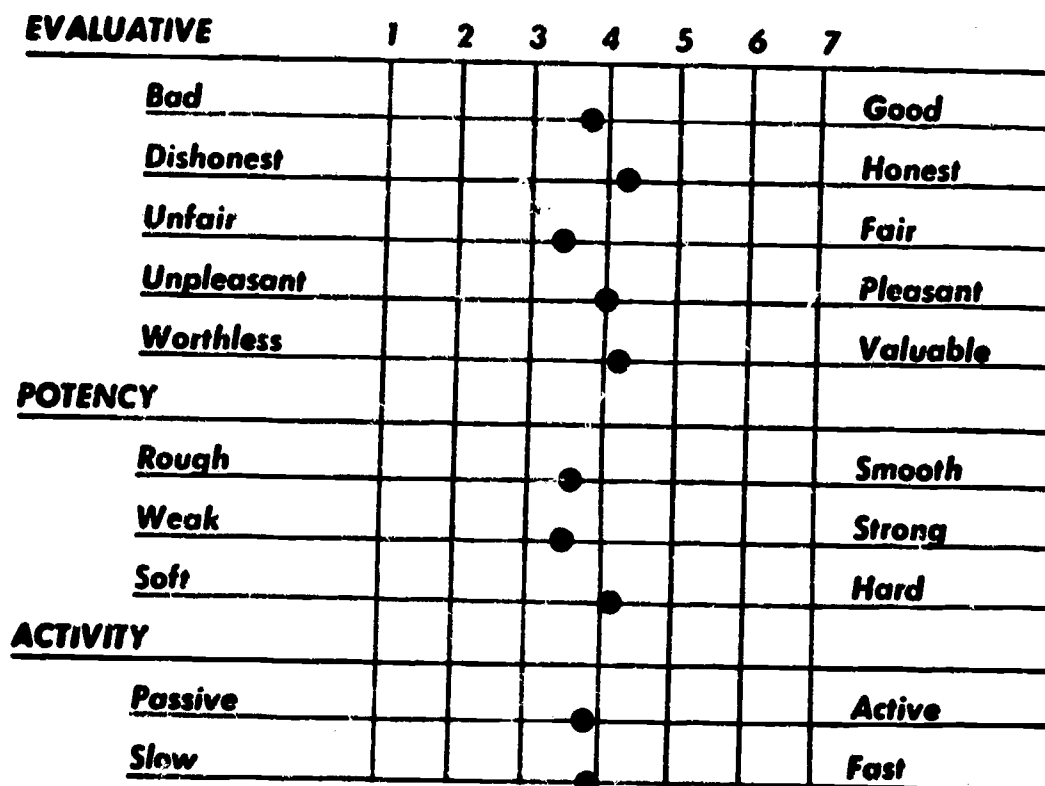 EVALUATIVE 1 2 3 4 5 6 7
Bad Good
Dishonest Honest
Unfair Fair
Unpleasant Pleasant
Worthless Valuable
POTENCY
Rough Smooth
Weak Strong
Soft Hard
ACTIVITY
Passive Active
Slow Fast